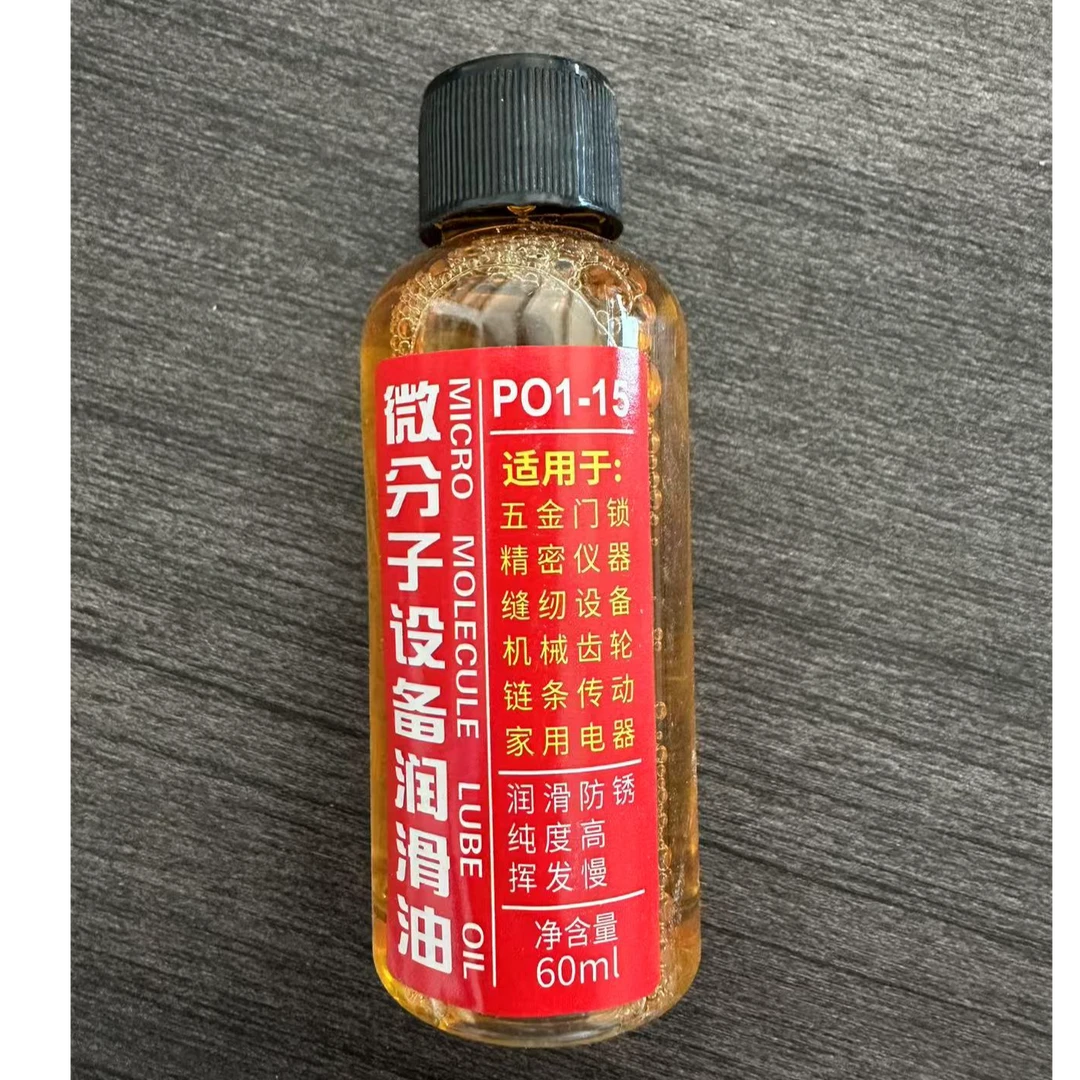 微分子设备润滑油
MICRO MOLECULE LUBE OIL
PO1-15
适用于:
五金门锁
精密仪器
缝纫设备
机械齿轮
链条传动
家用电器
润滑防锈
纯度高
挥发慢
净含量
60ml